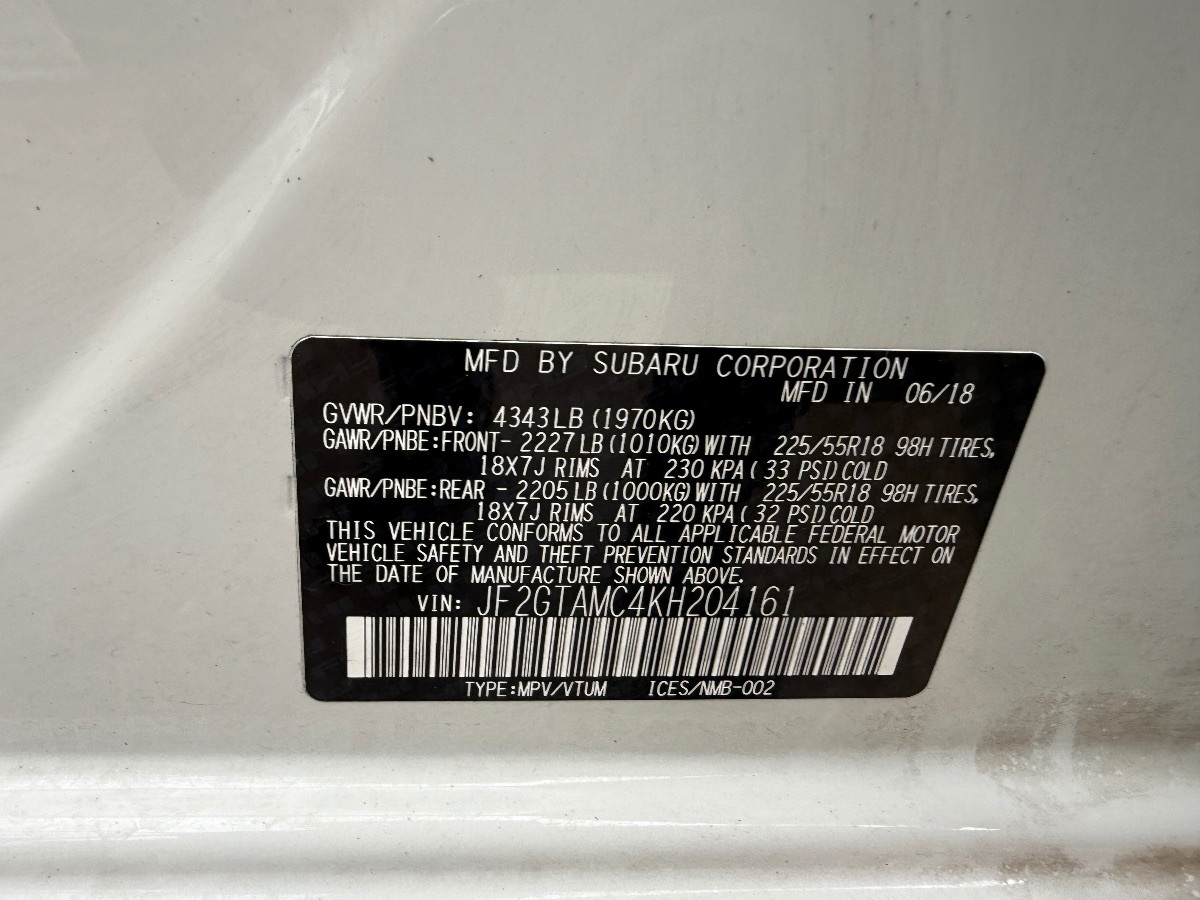 MFD BY SUBARU CORPORATION
MFD IN 06/18
GVWR/PNBV: 4343LB (1970KG)
GAWR/PNBE:FRONT- 2227LB (1010KG) WITH 225/55R18 98H TIRES,
18X7J RIMS AT 230 KPA ( 33 PSI) COLD
GAWR/PNBE:REAR - 2205LB (1000KG) WITH 225/55R18 98H TIRES,
18X7J RIMS AT 220 KPA ( 32 PSI) COLD
THIS VEHICLE CONFORMS TO ALL APPLICABLE FEDERAL MOTOR
VEHICLE SAFETY AND THEFT PREVENTION STANDARDS IN EFFECT ON
THE DATE OF MANUFACTURE SHOWN ABOVE.
VIN: JF2GTAMC4KH204161
TYPE:MPV/VTUM ICES/NMB-002